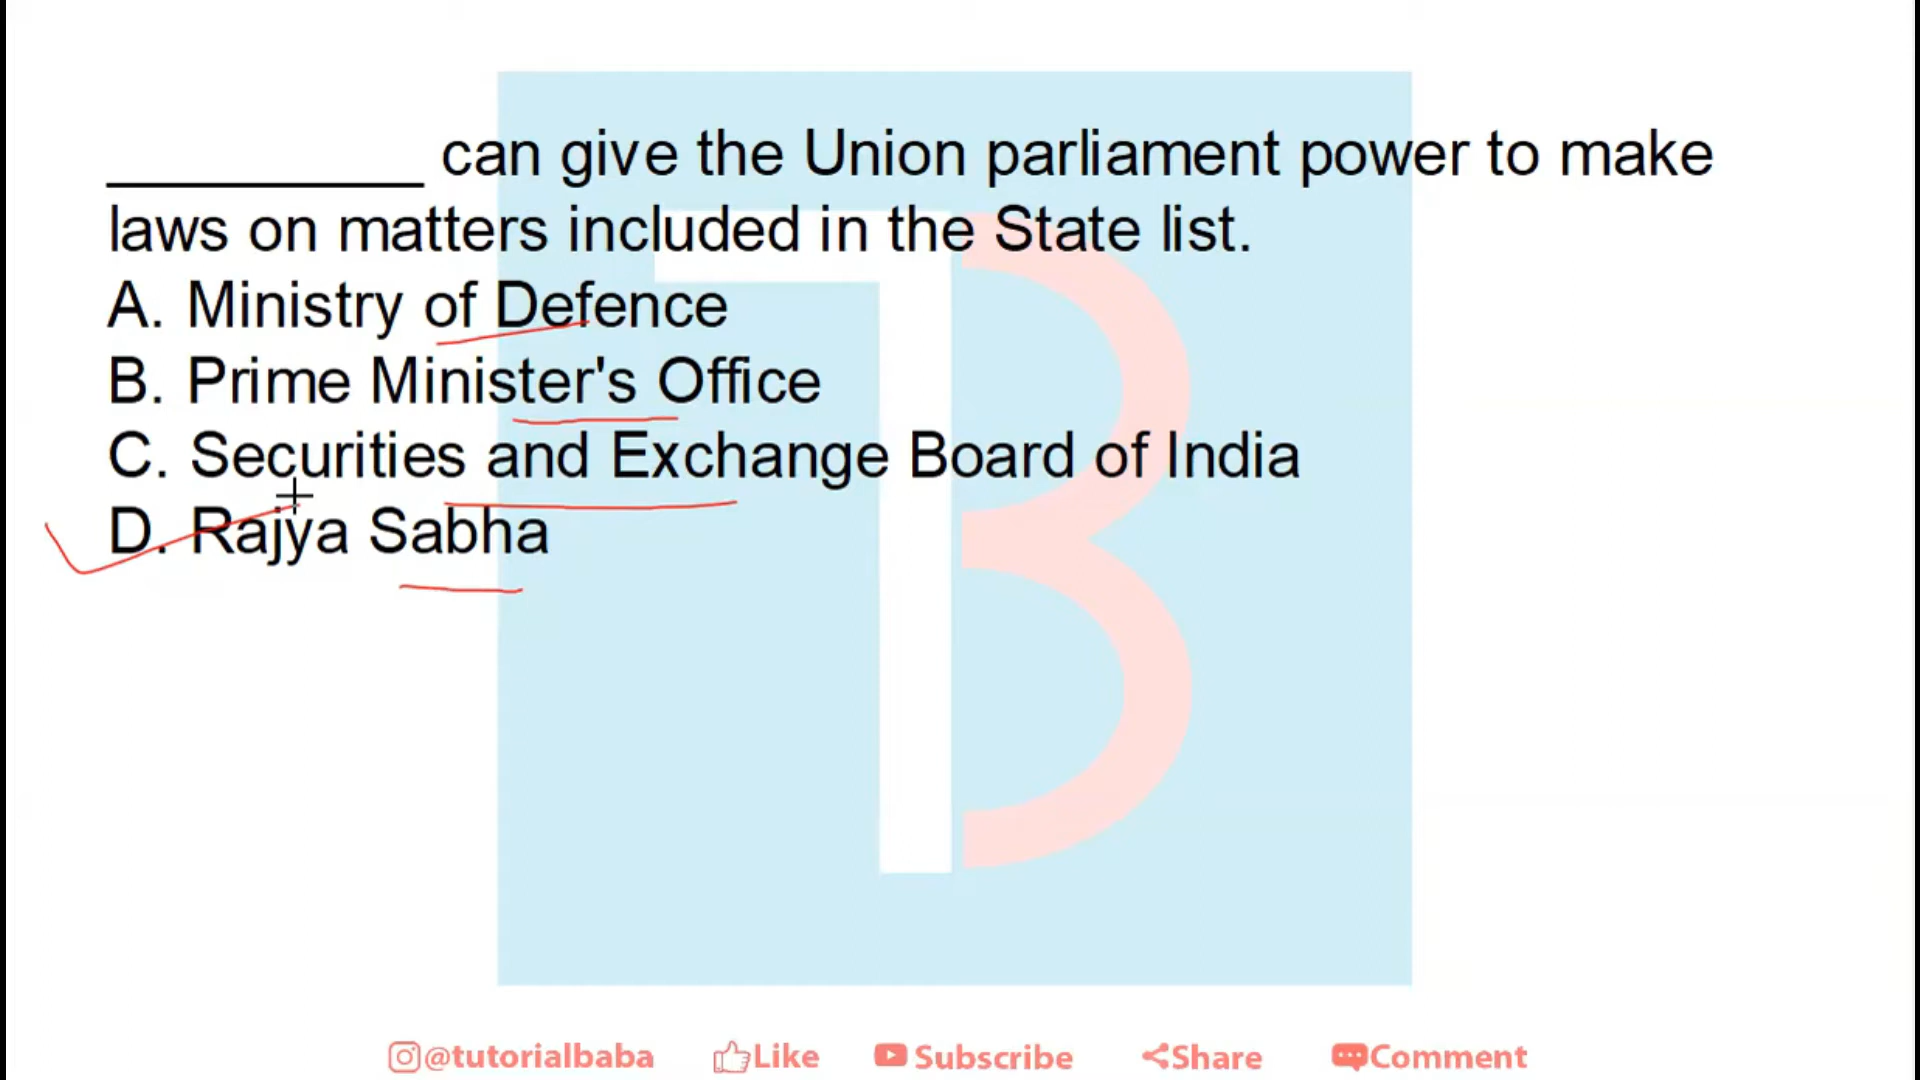 _________ can give the Union parliament power to make
laws on matters included in the State list.
A. Ministry of Defence
B. Prime Minister's Office
C. Securities and Exchange Board of India
D. Rajya Sabha
@tutorialbaba Like Subscribe Share Comment